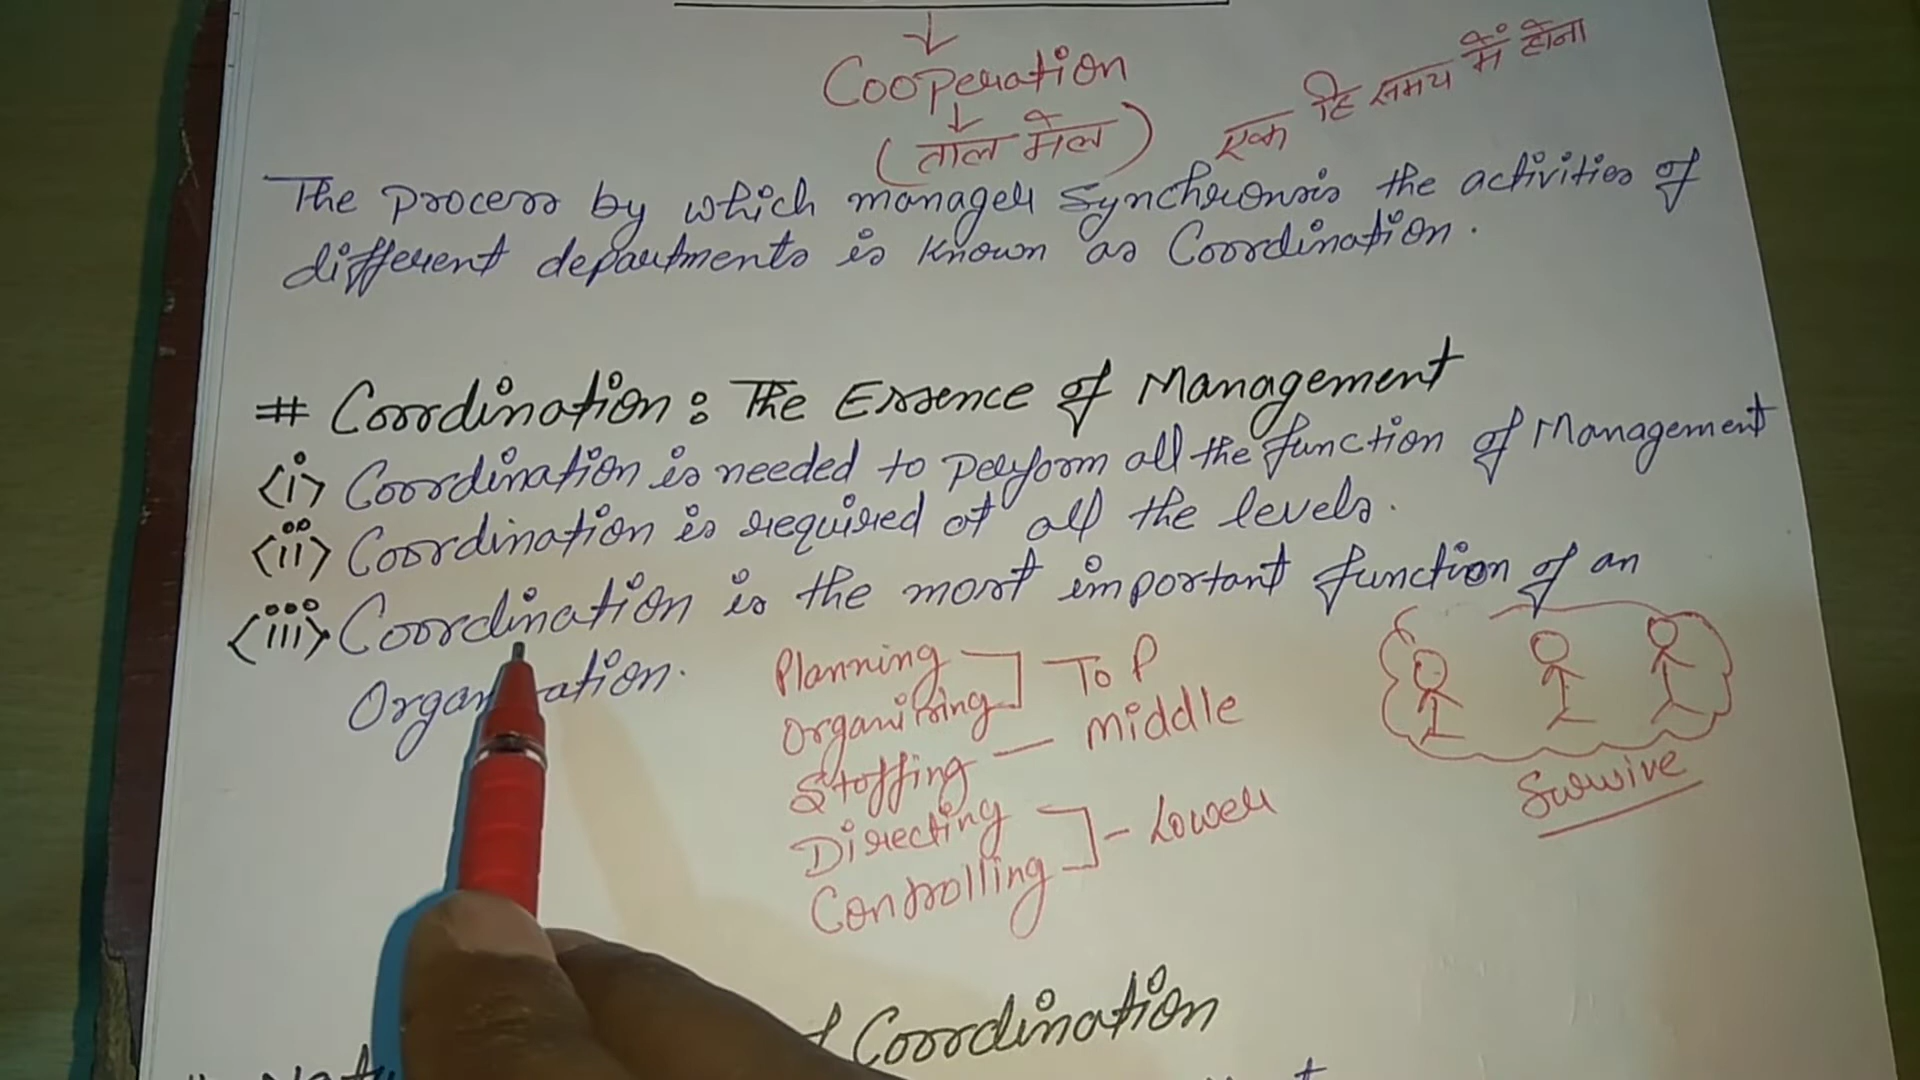 Cooperation
(ताल मेल)
एक हि समय में होना
The process by which manager Synchronsis the activities of
different departments is known as Coordination.
# Coordination: The Essence of Management
(i) Coordination is needed to perform all the function of Management
(ii) Coordination is required at all the levels.
(iii) Coordination is the most important function of an
Organization.
Planning
Organising
Top
Staffing — middle
Directing
Controlling
Lower
Survive
Coordination